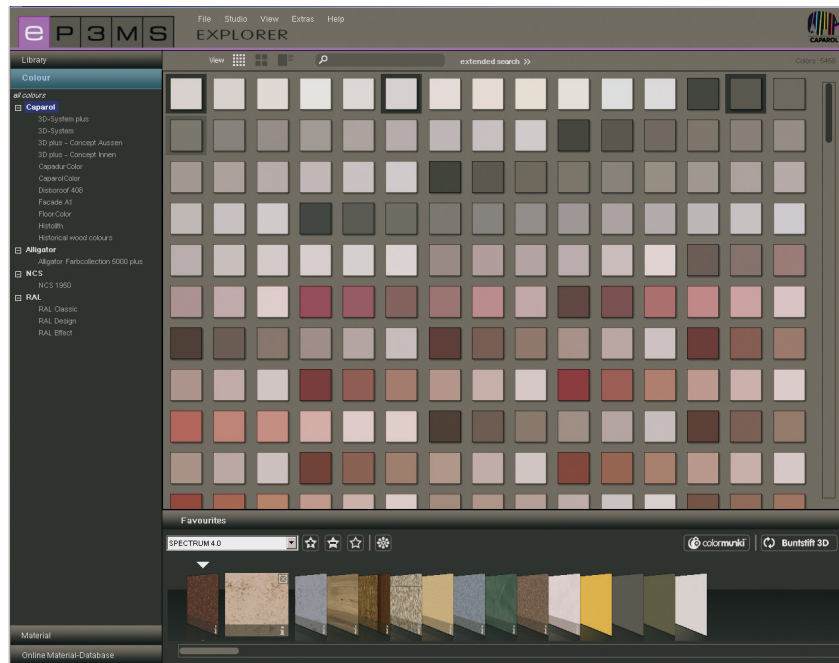 eP3MS
File Studio View Extras Help
EXPLORER
CAPAROL
Library
View
extended search >>
Colors: 5456
Colour
all colours
Caparol
3D-System plus
3D-System
3D plus - Concept Aussen
3D plus - Concept Innen
CapadurColor
CaparolColor
Disboroof 408
Facade A1
FloorColor
Histolith
Historical wood colours
Alligator
Alligator Farbcollection 5000 plus
NCS
NCS 1950
RAL
RAL Classic
RAL Design
RAL Effect
Favourites
SPECTRUM 4.0
colormunki
Buntstift 3D
Material
Online Material-Database